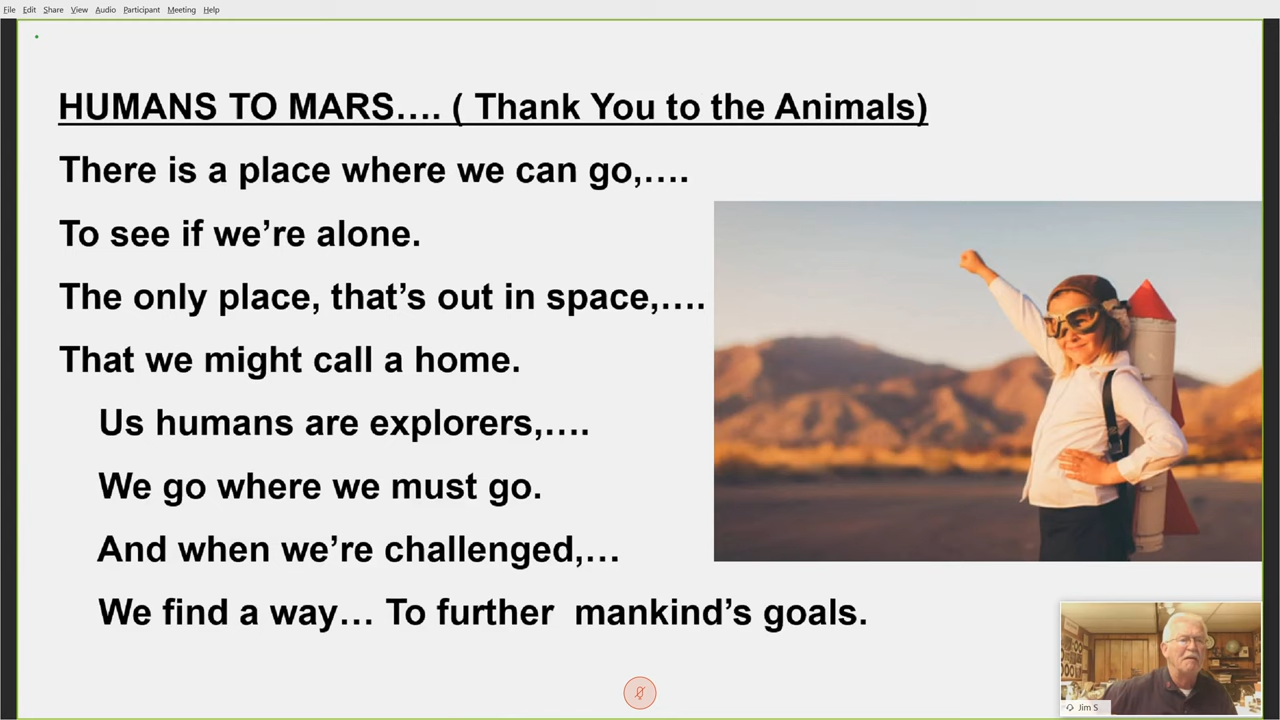 File Edit Share View Audio Participant Meeting Help
HUMANS TO MARS…. ( Thank You to the Animals)
There is a place where we can go,….
To see if we’re alone.
The only place, that’s out in space,….
That we might call a home.
Us humans are explorers,….
We go where we must go.
And when we’re challenged,…
We find a way… To further  mankind’s goals.
Jim S